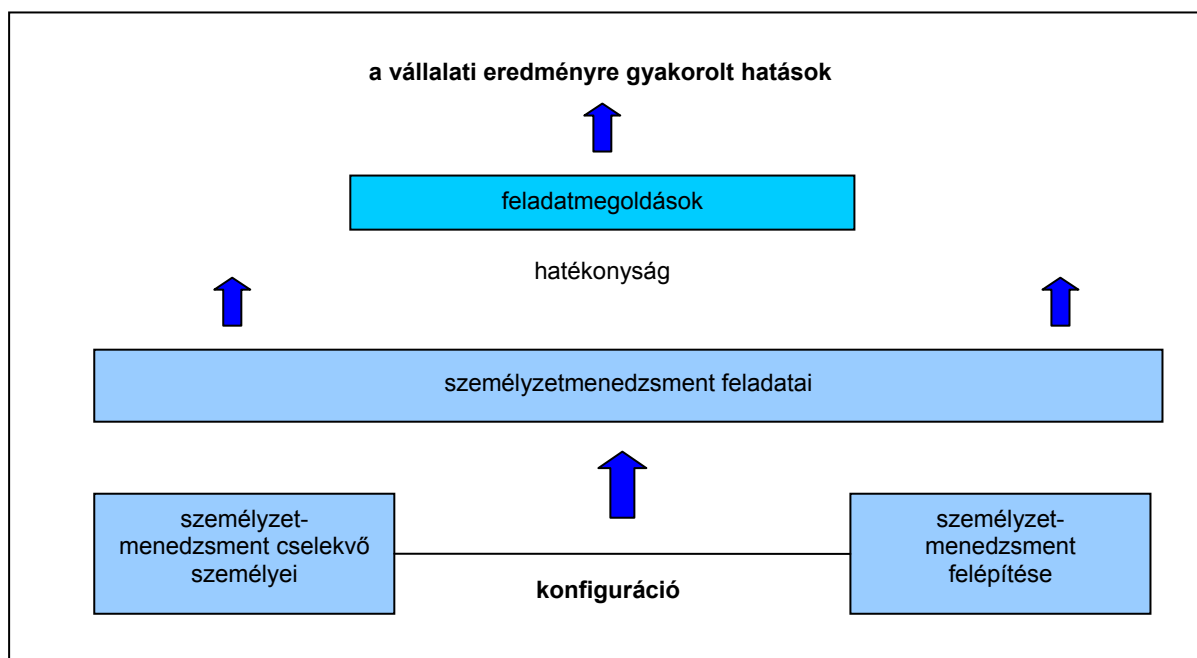 a vállalati eredményre gyakorolt hatások
feladatmegoldások
hatékonyság
személyzetmenedzsment feladatai
személyzet-
menedzsment cselekvő
személyei
személyzet-
menedzsment
felépítése
konfiguráció